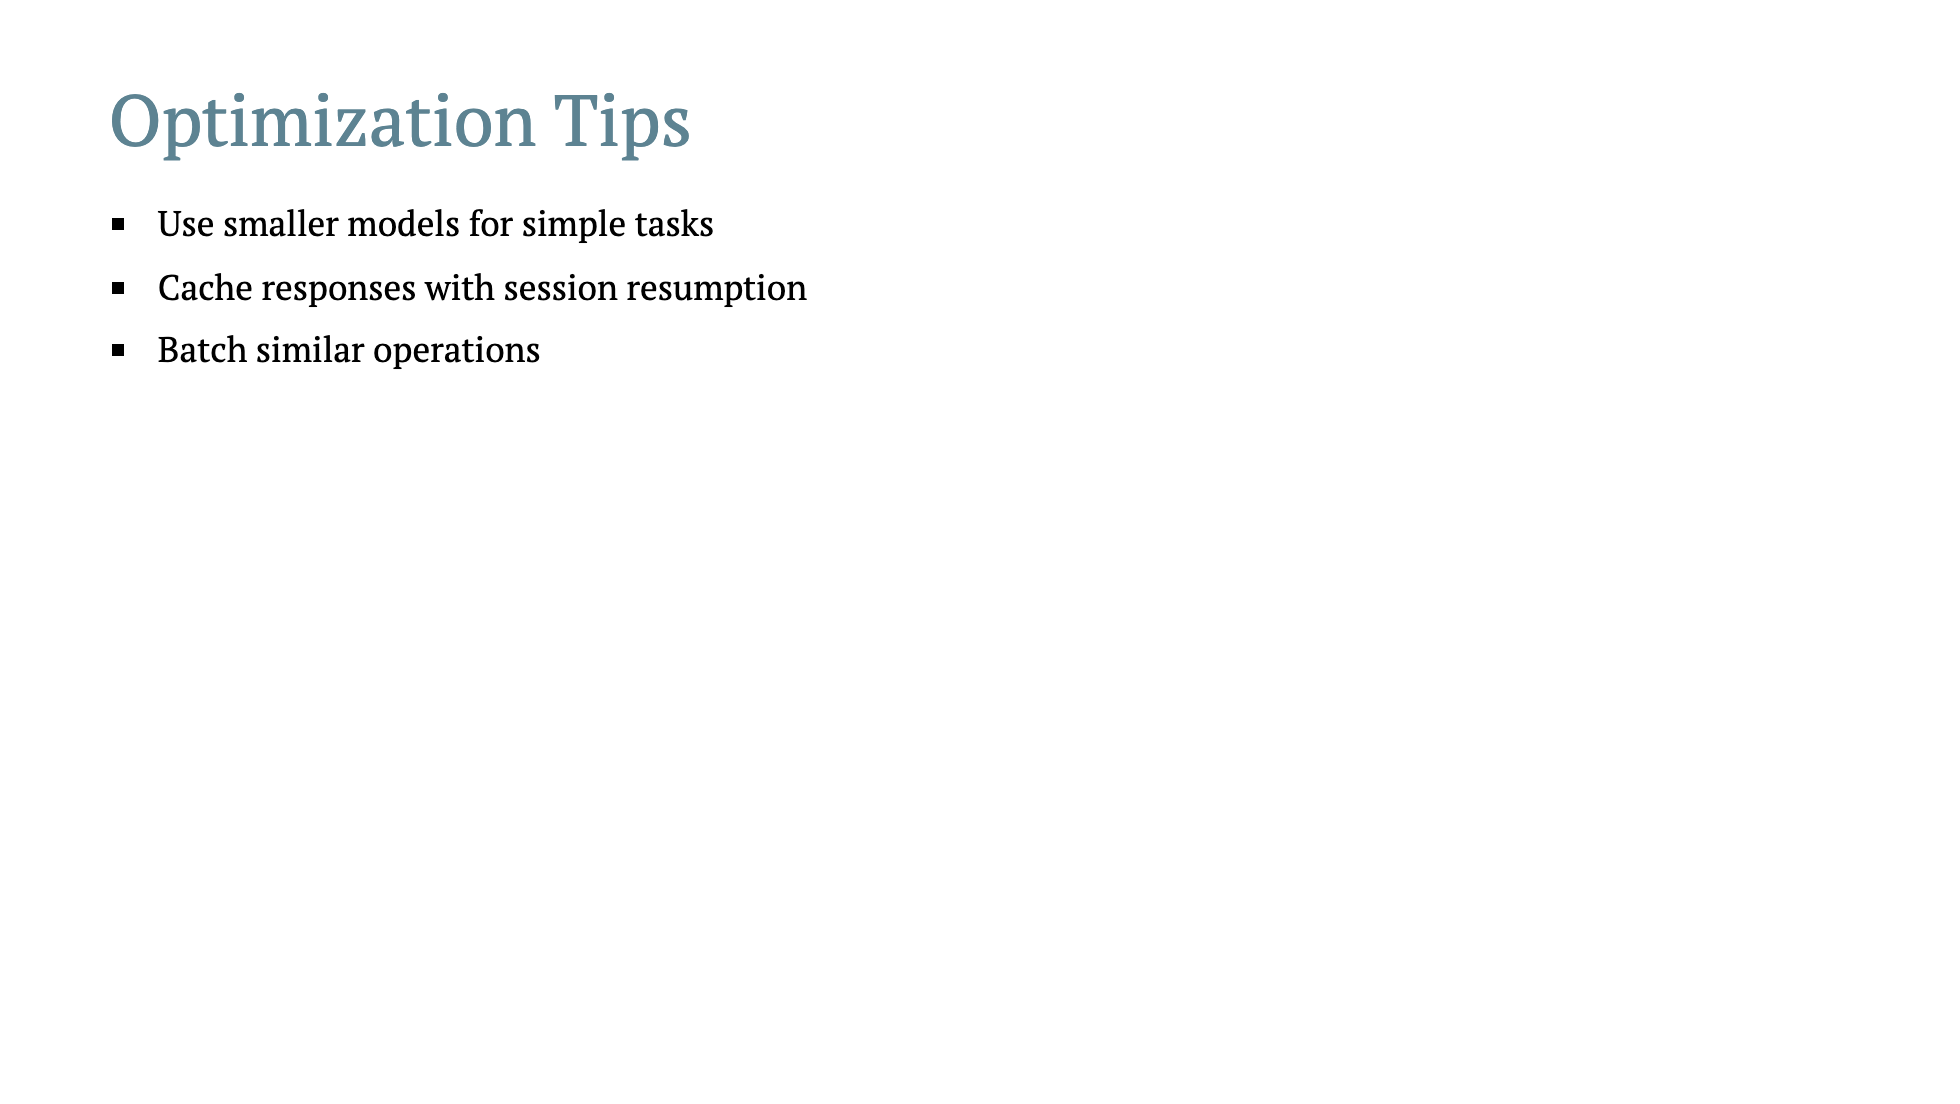 Optimization Tips
▪ Use smaller models for simple tasks
▪ Cache responses with session resumption
▪ Batch similar operations